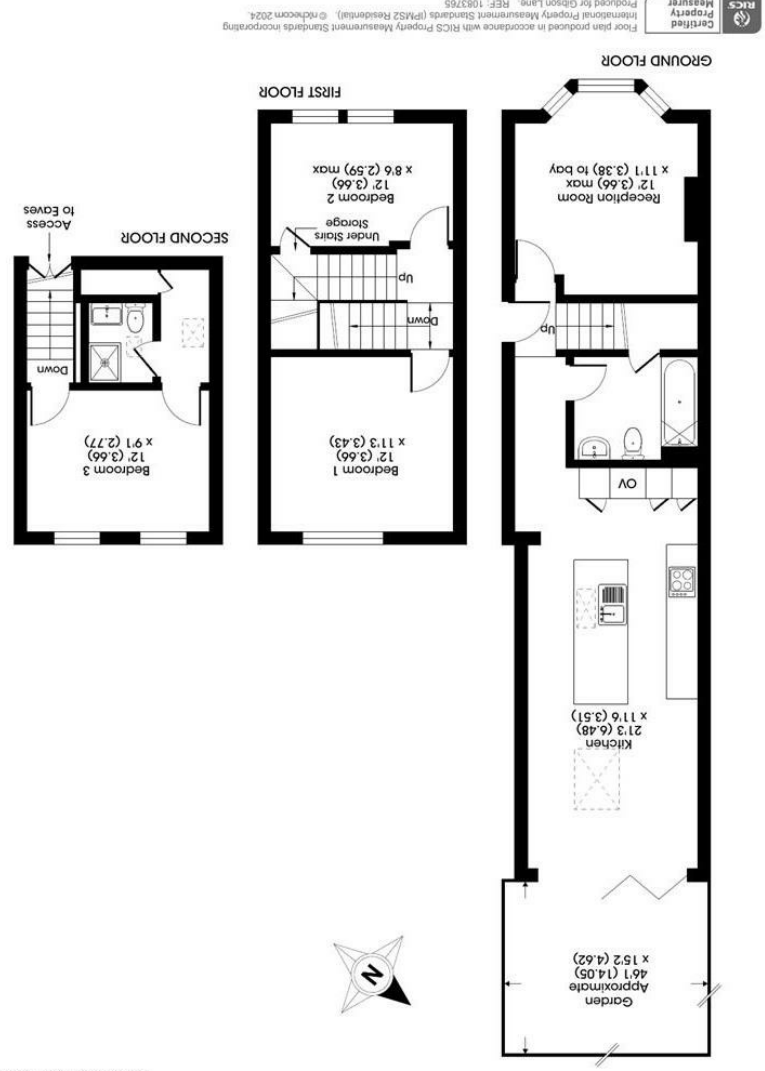 Garden
Approximate
46'1 (14.05)
x 15'2 (4.62)
N
Kitchen
21'3 (6.48)
x 11'6 (3.51)
OV
Up
Reception Room
12' (3.66) max
x 11'1 (3.38) to bay
GROUND FLOOR
Bedroom 1
12' (3.66)
x 11'3 (3.43)
Down
Up
Under Stairs
Storage
Bedroom 2
12' (3.66)
x 8'6 (2.59) max
FIRST FLOOR
Bedroom 3
12' (3.66)
x 9'1 (2.77)
Down
SECOND FLOOR
Access
to Eaves
Certified
Property
Measurer
RICS
Floor plan produced in accordance with RICS Property Measurement Standards incorporating
International Property Measurement Standards (IPMS2 Residential). © nichecom 2024.
Produced for Gibson Lane. REF: 1083765